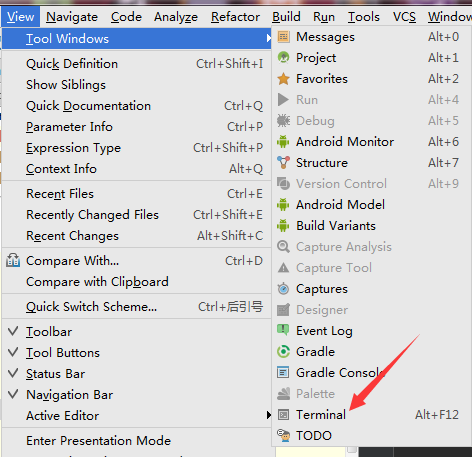 View Navigate Code Analyze Refactor Build Run Tools VCS Window
Tool Windows
Quick Definition Ctrl+Shift+I
Show Siblings
Quick Documentation Ctrl+Q
Parameter Info Ctrl+P
Expression Type Ctrl+Shift+P
Context Info Alt+Q
Recent Files Ctrl+E
Recently Changed Files Ctrl+Shift+E
Recent Changes Alt+Shift+C
Compare With... Ctrl+D
Compare with Clipboard
Quick Switch Scheme... Ctrl+后引号
Toolbar
Tool Buttons
Status Bar
Navigation Bar
Active Editor
Enter Presentation Mode
Messages Alt+0
Project Alt+1
Favorites Alt+2
Run Alt+4
Debug Alt+5
Android Monitor Alt+6
Structure Alt+7
Version Control Alt+9
Android Model
Build Variants
Capture Analysis
Capture Tool
Captures
Designer
Event Log
Gradle
Gradle Console
Palette
Terminal Alt+F12
TODO